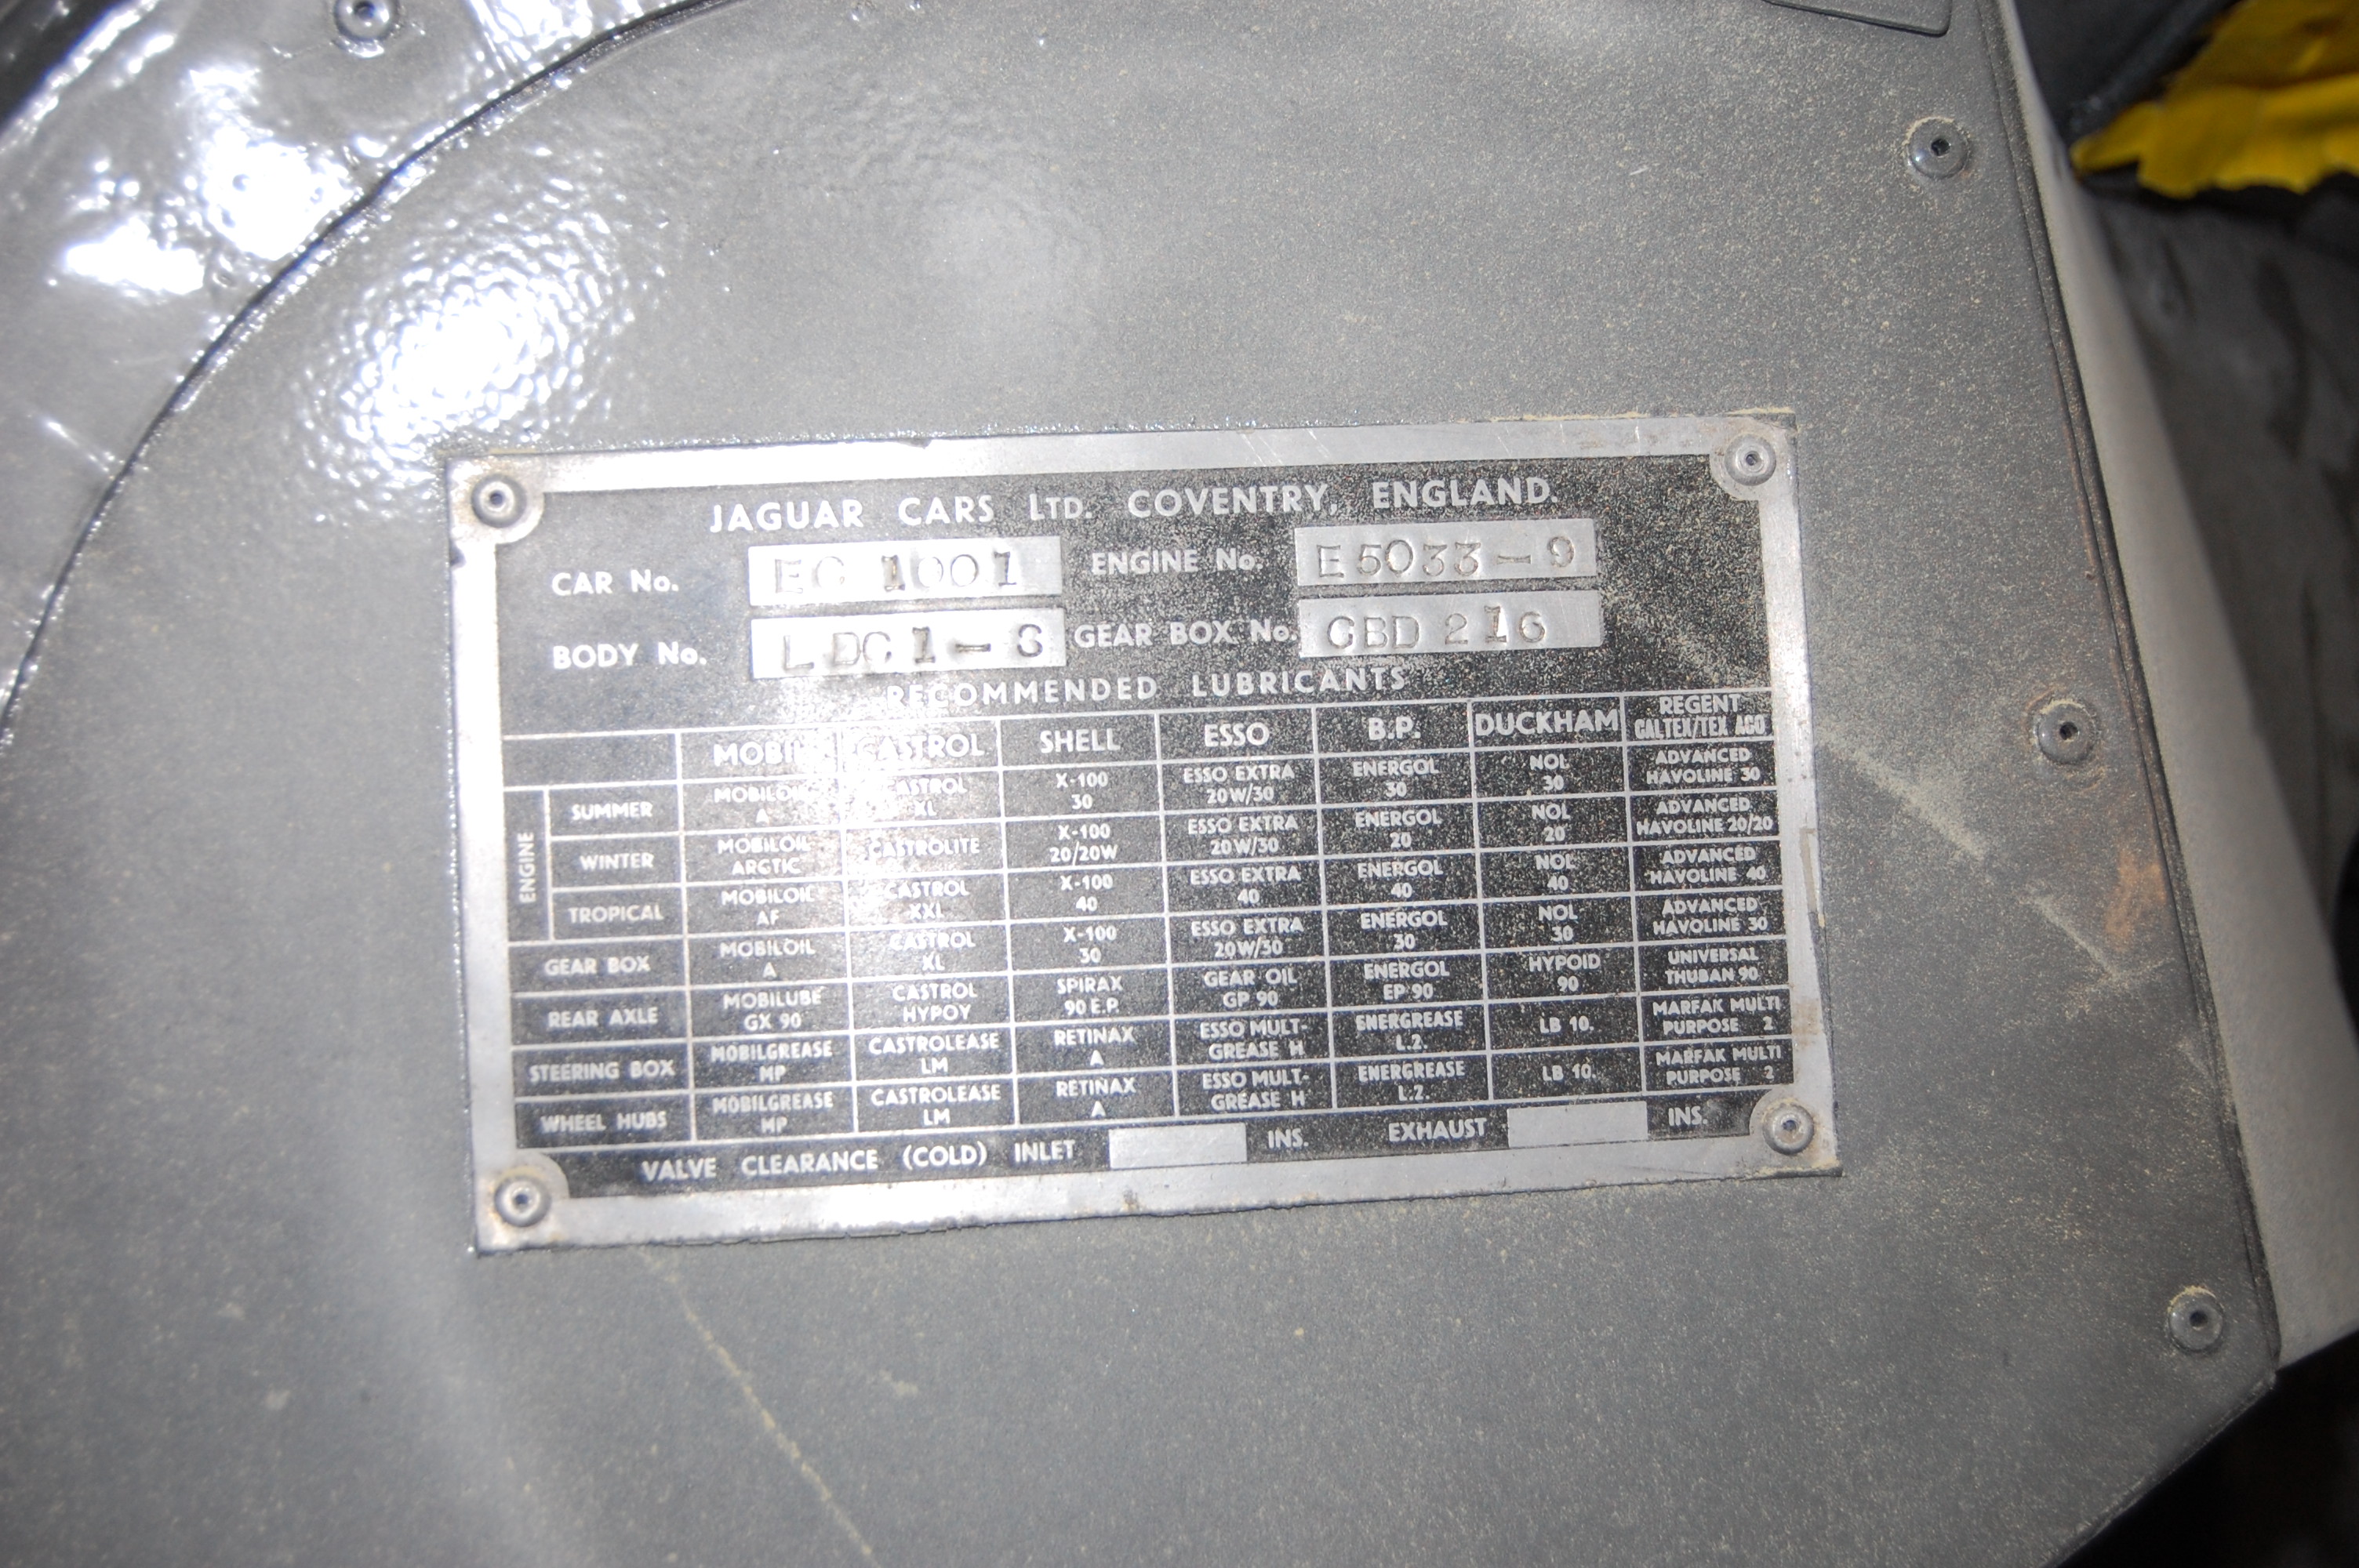 JAGUAR CARS LTD. COVENTRY, ENGLAND.
CAR No. EC 1001 ENGINE No. E5033-9
BODY No. LDC 1-8 GEAR BOX No. GBD 216
RECOMMENDED LUBRICANTS
MOBIL CASTROL SHELL ESSO B.P. DUCKHAM REGENT CALTEX/TEXACO
ENGINE
SUMMER MOBILOIL A CASTROL XL X-100 30 ESSO EXTRA 20W/30 ENERGOL 30 NOL 30 ADVANCED HAVOLINE 30
WINTER MOBILOIL ARCTIC CASTROLITE X-100 20/20W ESSO EXTRA 20W/30 ENERGOL 20 NOL 20 ADVANCED HAVOLINE 20/20
TROPICAL MOBILOIL AF CASTROL XXL X-100 40 ESSO EXTRA 40 ENERGOL 40 NOL 40 ADVANCED HAVOLINE 40
GEAR BOX MOBILOIL A CASTROL XL X-100 30 ESSO EXTRA 20W/30 ENERGOL 30 NOL 30 ADVANCED HAVOLINE 30
REAR AXLE MOBILUBE GX 90 CASTROL HYPOY SPIRAX 90 E.P. GEAR OIL GP 90 ENERGOL EP 90 HYPOID 90 UNIVERSAL THUBAN 90
STEERING BOX MOBILGREASE MP CASTROLEASE LM RETINAX A ESSO MULT-GREASE H ENERGREASE L.2. LB 10. MARFAK MULTI PURPOSE 2
WHEEL HUBS MOBILGREASE MP CASTROLEASE LM RETINAX A ESSO MULT-GREASE H ENERGREASE L.2. LB 10. MARFAK MULTI PURPOSE 2
VALVE CLEARANCE (COLD) INLET INS. EXHAUST INS.